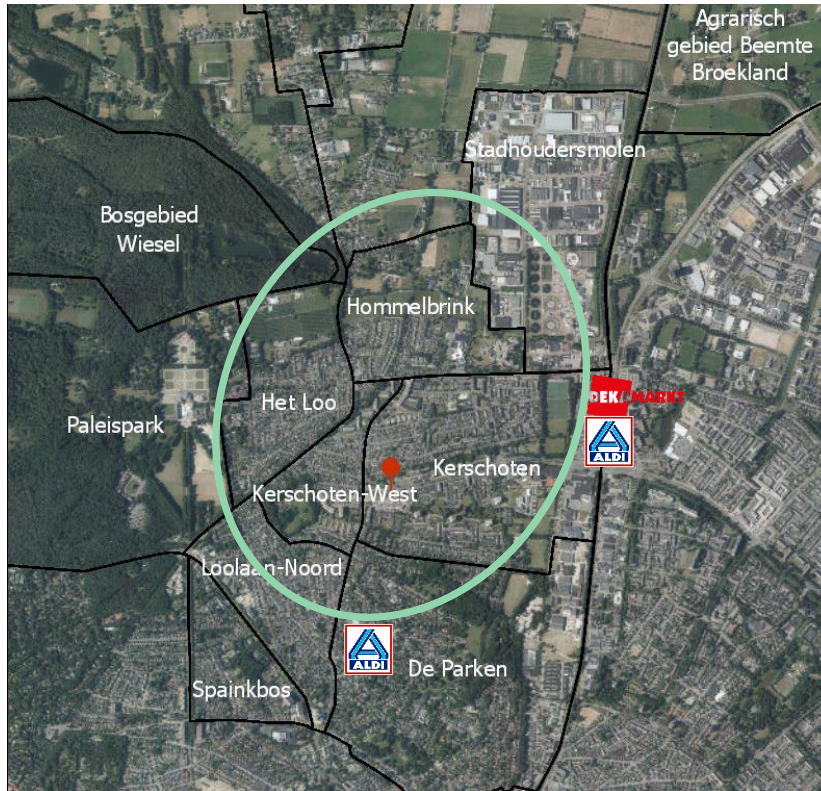 Agrarisch
gebied Beemte
Broekland
Stadhoudersmolen
Bosgebied
Wiesel
Hommelbrink
Het Loo
DEKAMARKT
Paleispark
ALDI
Kerschoten
Kerschoten-West
Loolaan-Noord
ALDI
De Parken
Spainkbos